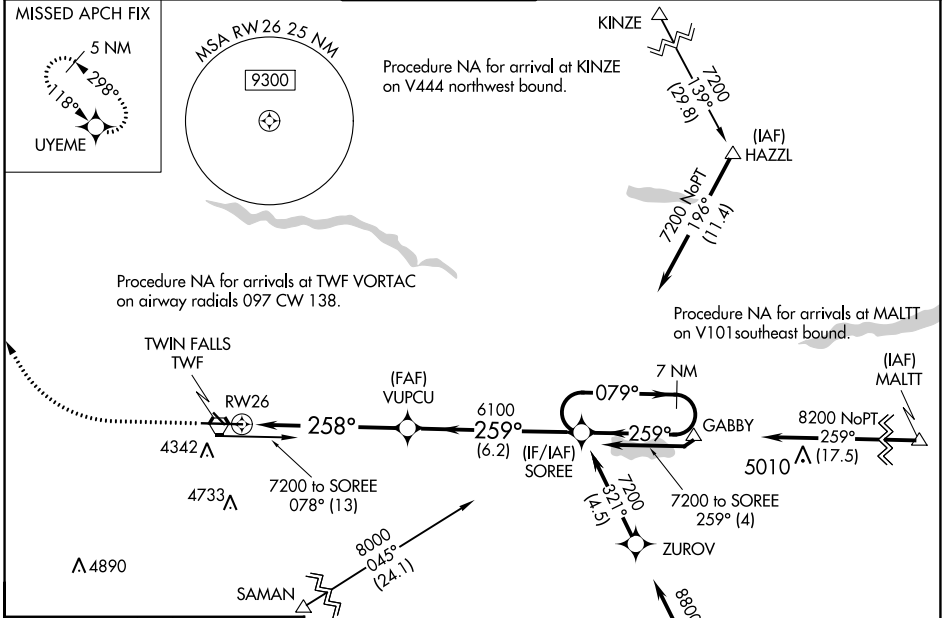 MISSED APCH FIX
5 NM
298°
118°
UYEME
MSA RW26 25 NM
9300
Procedure NA for arrival at KINZE
on V444 northwest bound.
KINZE
7200
139°
(29.8)
(IAF)
HAZZL
7200 NoPT
196°
(11.4)
Procedure NA for arrivals at TWF VORTAC
on airway radials 097 CW 138.
Procedure NA for arrivals at MALTT
on V101southeast bound.
TWIN FALLS
TWF
RW26
258°
(FAF)
VUPCU
6100
259°
(6.2)
(IF/IAF)
SOREE
079°
7 NM
259°
GABBY
(IAF)
MALTT
8200 NoPT
259°
(17.5)
5010
4342
7200 to SOREE
078° (13)
7200 to SOREE
259° (4)
4733
7200
321°
(4.5)
ZUROV
4890
8000
045°
(24.1)
SAMAN
8800